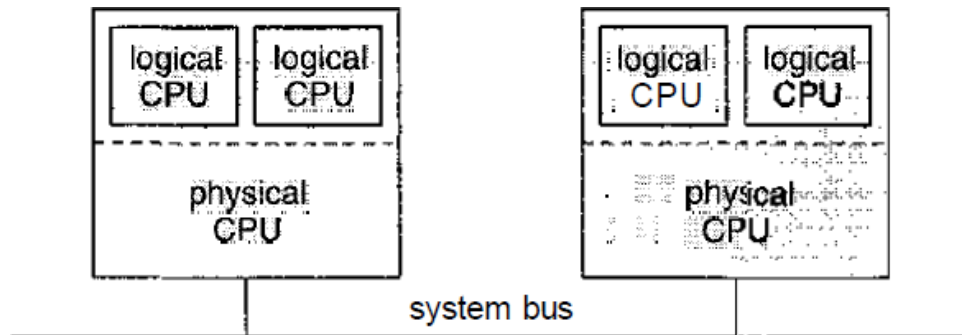 logical
CPU
logical
CPU
physical
CPU
logical
CPU
logical
CPU
physical
CPU
system bus